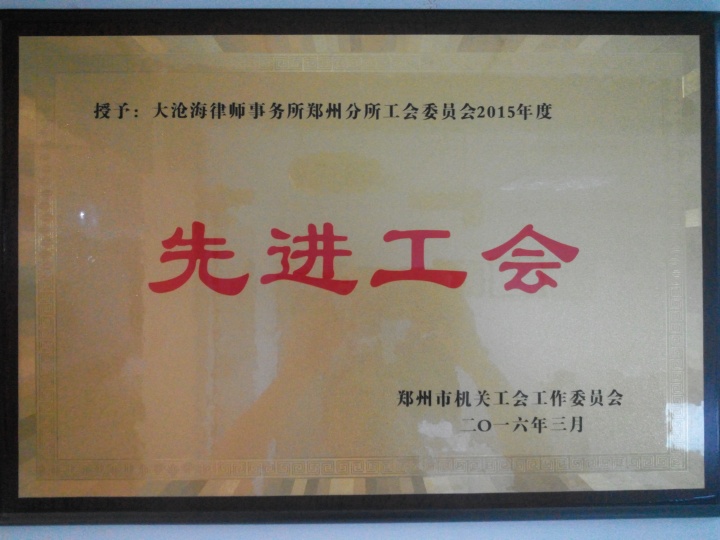 授予：大沧海律师事务所郑州分所工会委员会2015年度
先进工会
郑州市机关工会工作委员会
二〇一六年三月